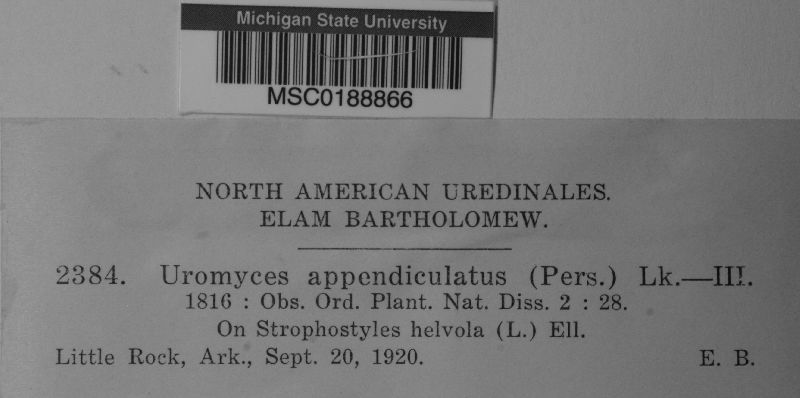 Michigan State University
MSC0188866
NORTH AMERICAN UREDINALES.
ELAM BARTHOLOMEW.
2384. Uromyces appendiculatus (Pers.) Lk.—III.
1816 : Obs. Ord. Plant. Nat. Diss. 2 : 28.
On Strophostyles helvola (L.) Ell.
Little Rock, Ark., Sept. 20, 1920. E. B.